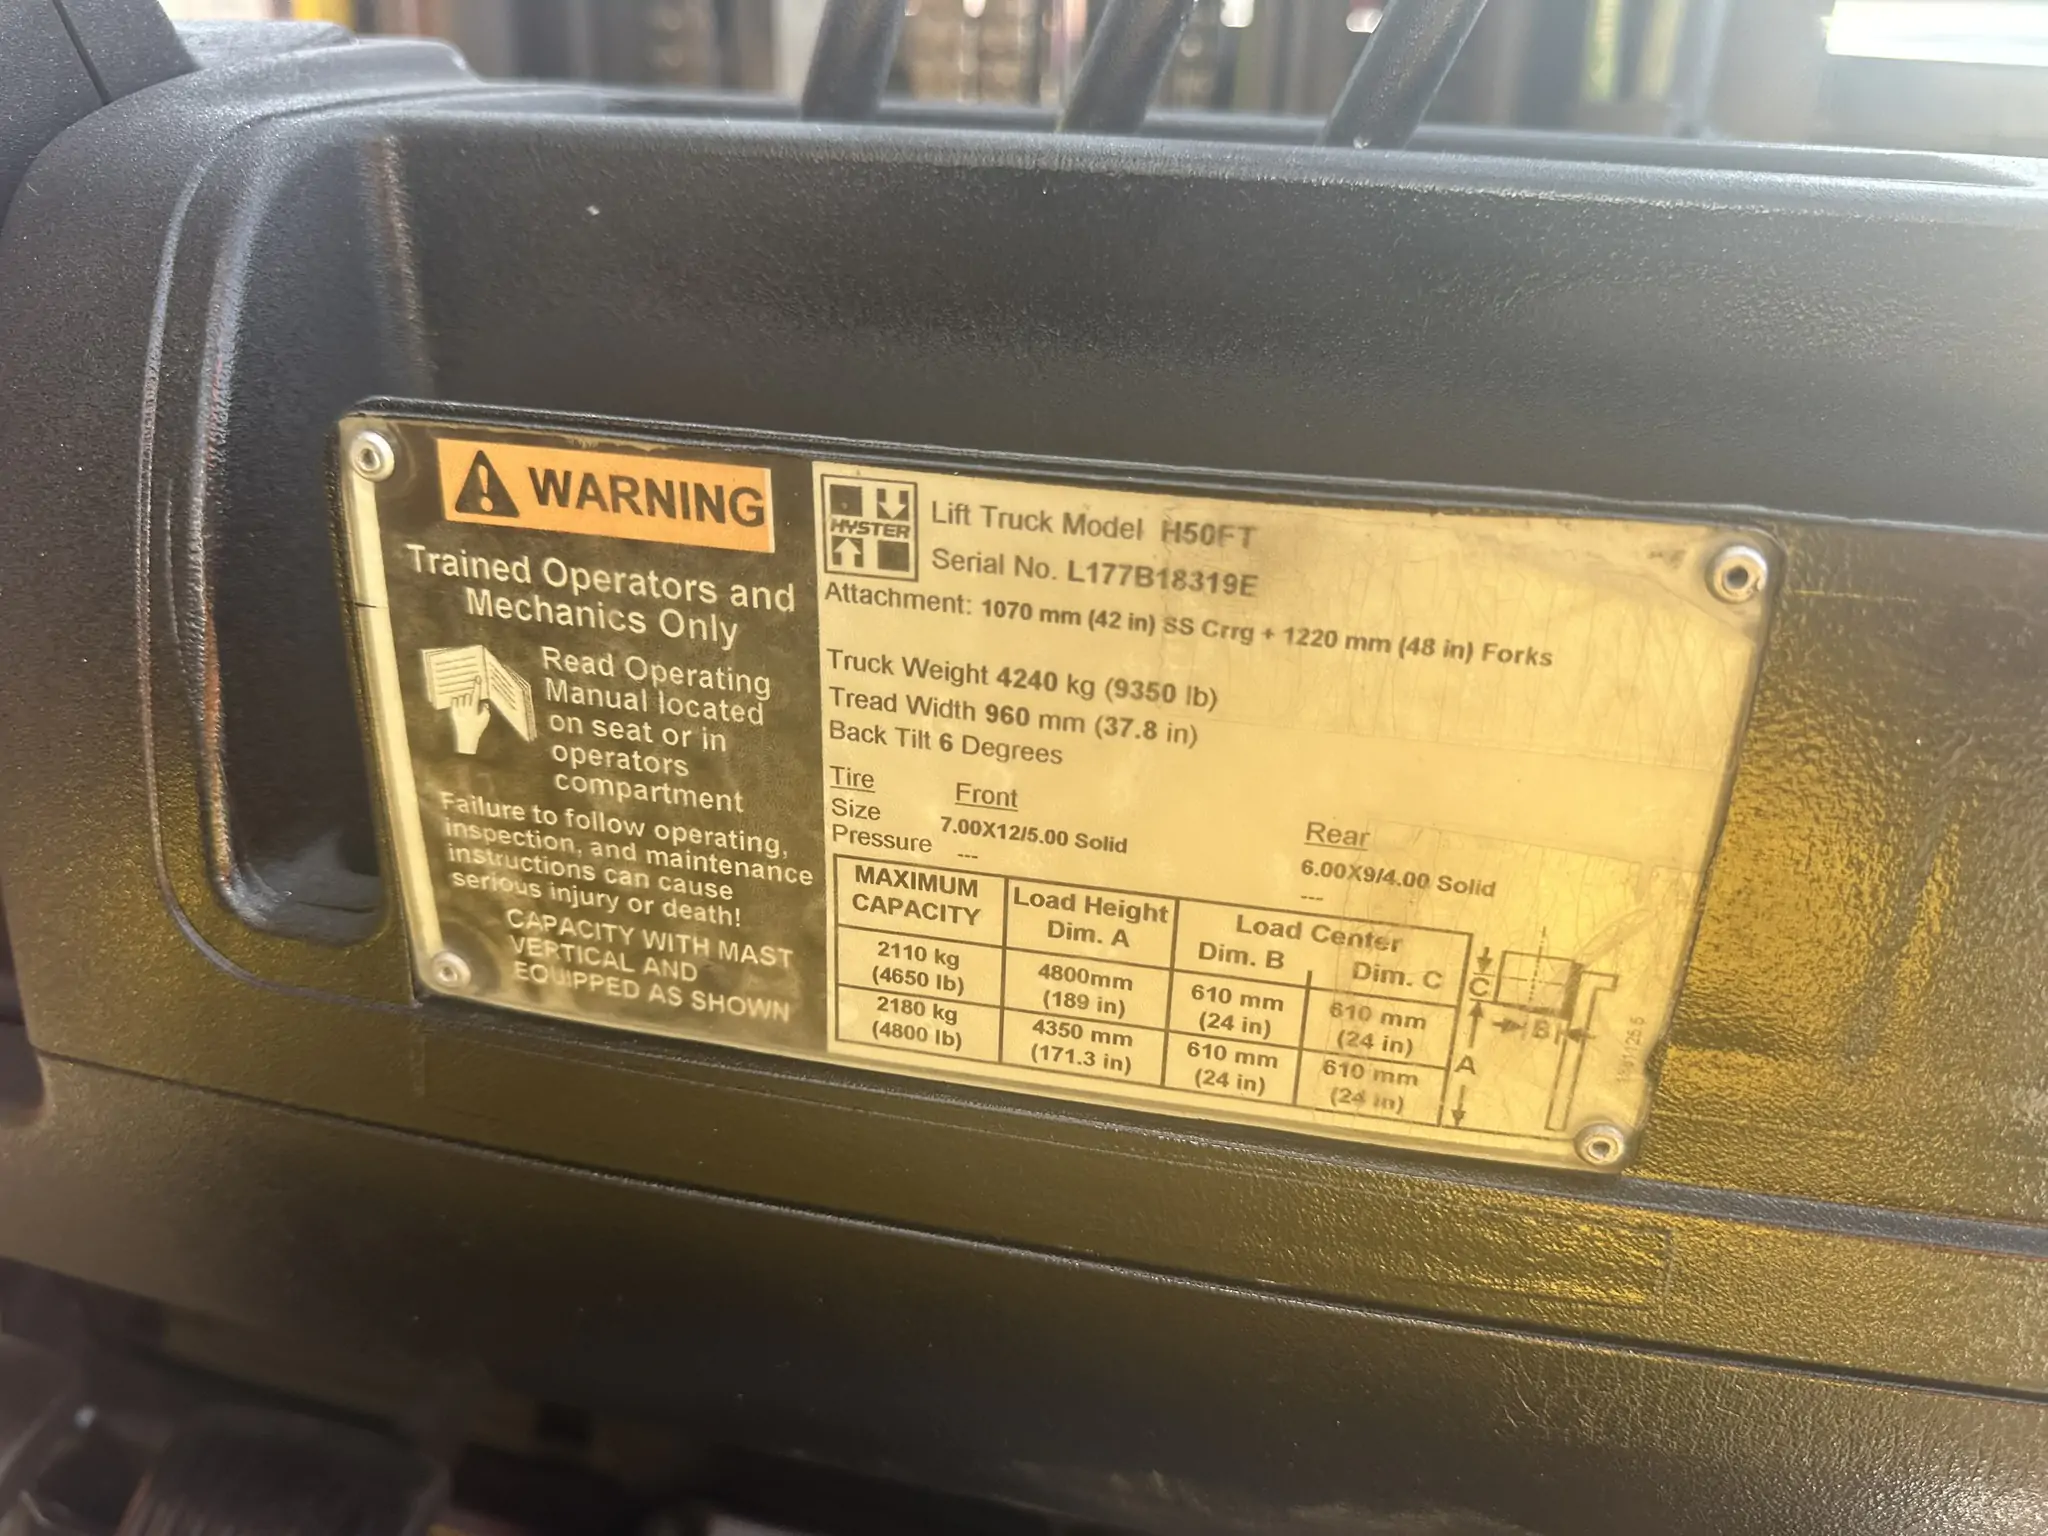 WARNING
Trained Operators and
Mechanics Only
Read Operating
Manual located
on seat or in
operators
compartment
Failure to follow operating,
inspection, and maintenance
instructions can cause
serious injury or death!
CAPACITY WITH MAST
VERTICAL AND
EQUIPPED AS SHOWN
HYSTER
Lift Truck Model H50FT
Serial No. L177B18319E
Attachment: 1070 mm (42 in) SS Crrg + 1220 mm (48 in) Forks
Truck Weight 4240 kg (9350 lb)
Tread Width 960 mm (37.8 in)
Back Tilt 6 Degrees
Tire Front Rear
Size 7.00X12/5.00 Solid 6.00X9/4.00 Solid
Pressure --- ---
MAXIMUM CAPACITY Load Height Dim. A Load Center Dim. B Dim. C
2110 kg 4800mm 610 mm 610 mm
(4650 lb) (189 in) (24 in) (24 in)
2180 kg 4350 mm 610 mm 610 mm
(4800 lb) (171.3 in) (24 in) (24 in)
C
B
A